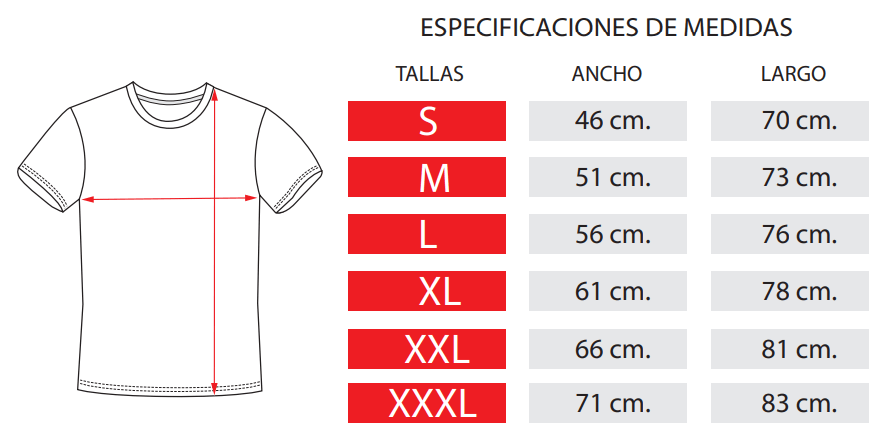 ESPECIFICACIONES DE MEDIDAS
TALLAS ANCHO LARGO
S 46 cm. 70 cm.
M 51 cm. 73 cm.
L 56 cm. 76 cm.
XL 61 cm. 78 cm.
XXL 66 cm. 81 cm.
XXXL 71 cm. 83 cm.